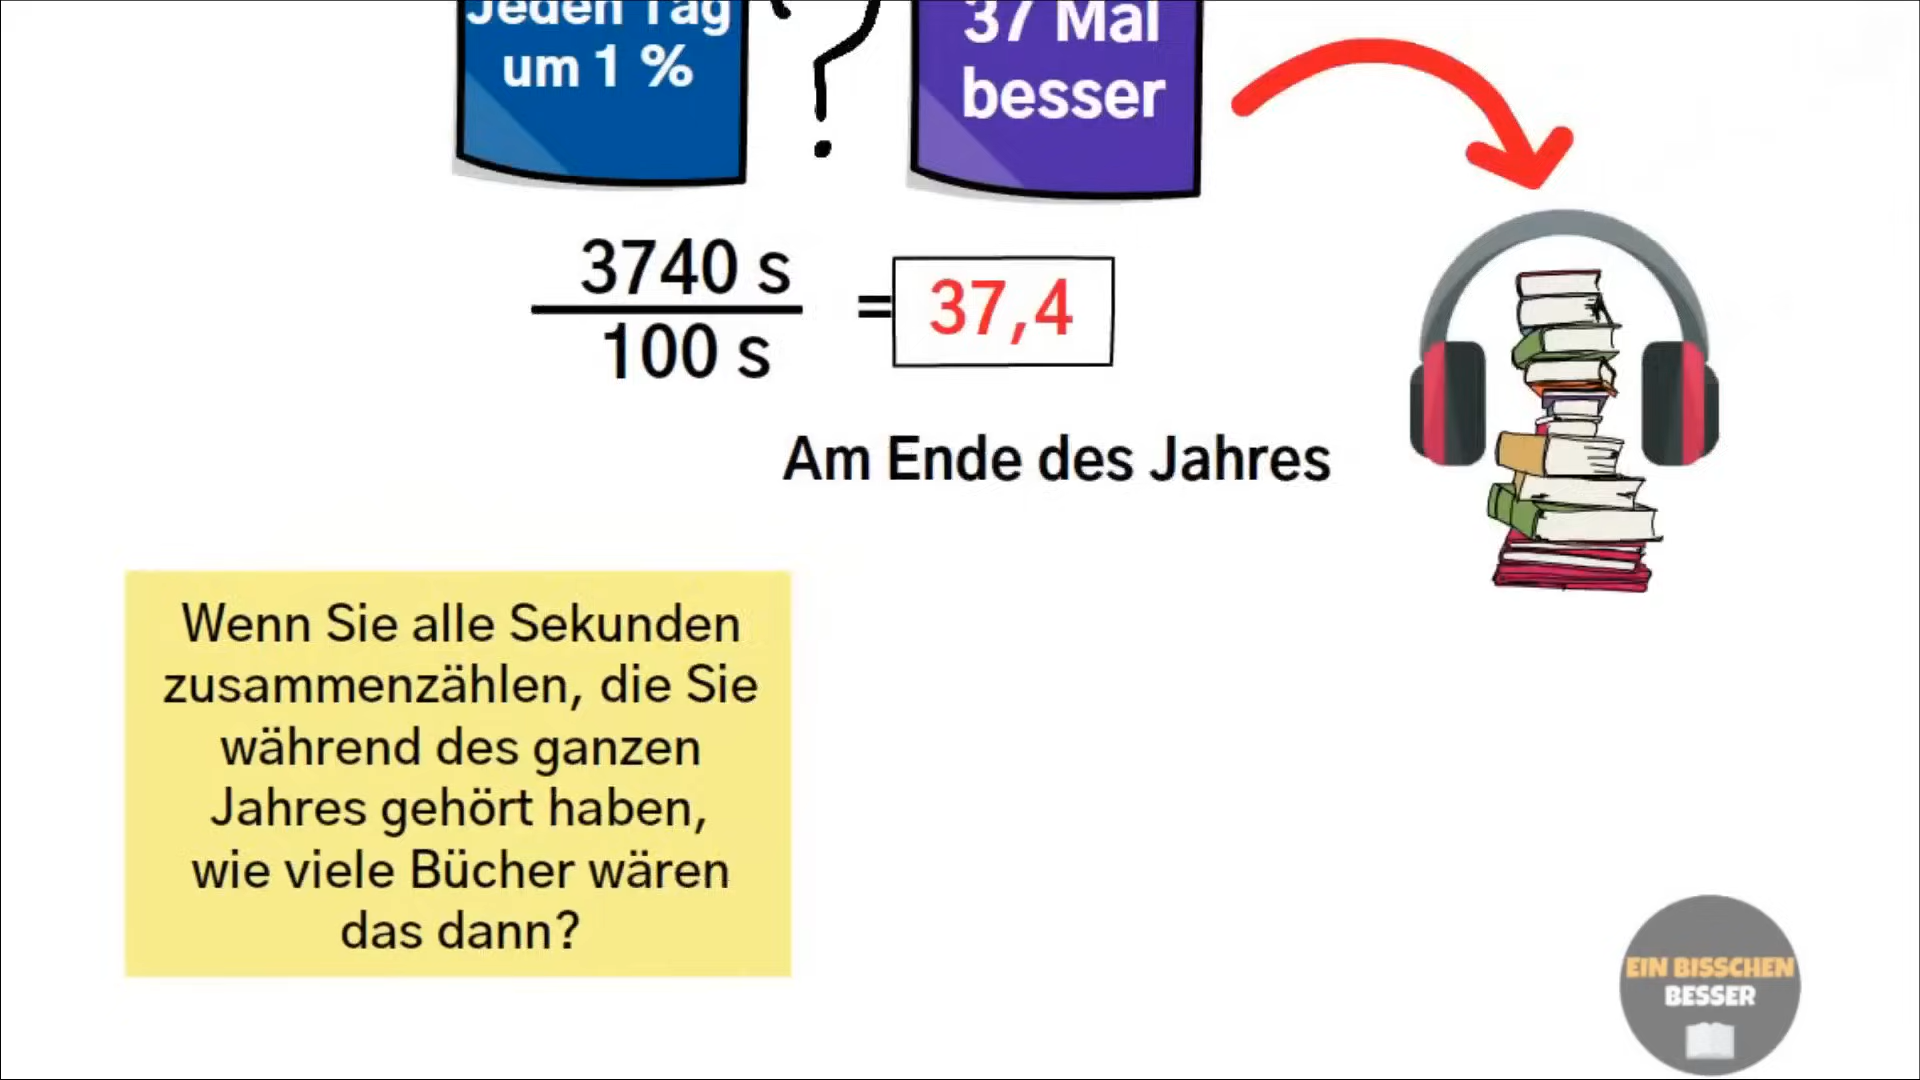 Jeden Tag
um 1 %
37 Mal
besser
3740 s
100 s
= 37,4
Am Ende des Jahres
Wenn Sie alle Sekunden
zusammenzählen, die Sie
während des ganzen
Jahres gehört haben,
wie viele Bücher wären
das dann?
EIN BISSCHEN
BESSER